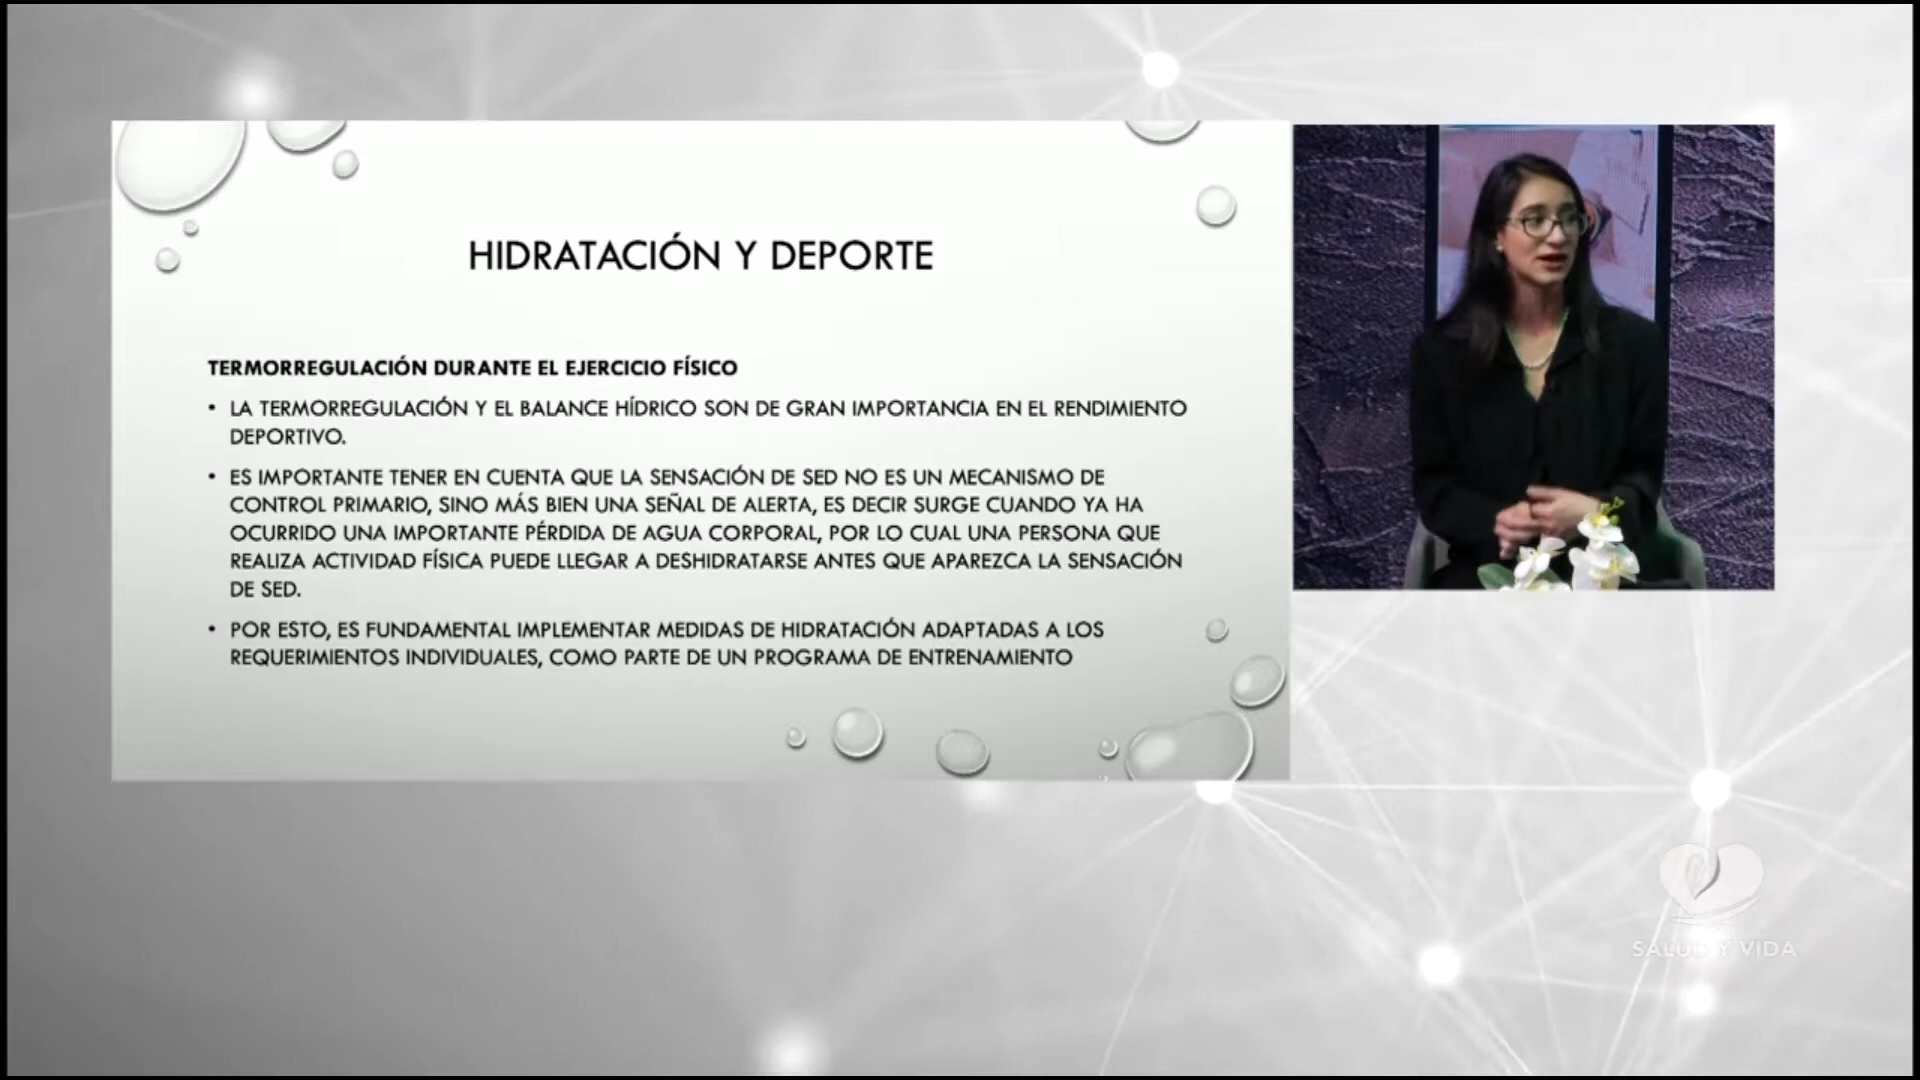 HIDRATACIÓN Y DEPORTE
TERMORREGULACIÓN DURANTE EL EJERCICIO FÍSICO
• LA TERMORREGULACIÓN Y EL BALANCE HÍDRICO SON DE GRAN IMPORTANCIA EN EL RENDIMIENTO
DEPORTIVO.
• ES IMPORTANTE TENER EN CUENTA QUE LA SENSACIÓN DE SED NO ES UN MECANISMO DE
CONTROL PRIMARIO, SINO MÁS BIEN UNA SEÑAL DE ALERTA, ES DECIR SURGE CUANDO YA HA
OCURRIDO UNA IMPORTANTE PÉRDIDA DE AGUA CORPORAL, POR LO CUAL UNA PERSONA QUE
REALIZA ACTIVIDAD FÍSICA PUEDE LLEGAR A DESHIDRATARSE ANTES QUE APAREZCA LA SENSACIÓN
DE SED.
• POR ESTO, ES FUNDAMENTAL IMPLEMENTAR MEDIDAS DE HIDRATACIÓN ADAPTADAS A LOS
REQUERIMIENTOS INDIVIDUALES, COMO PARTE DE UN PROGRAMA DE ENTRENAMIENTO
SALUD Y VIDA